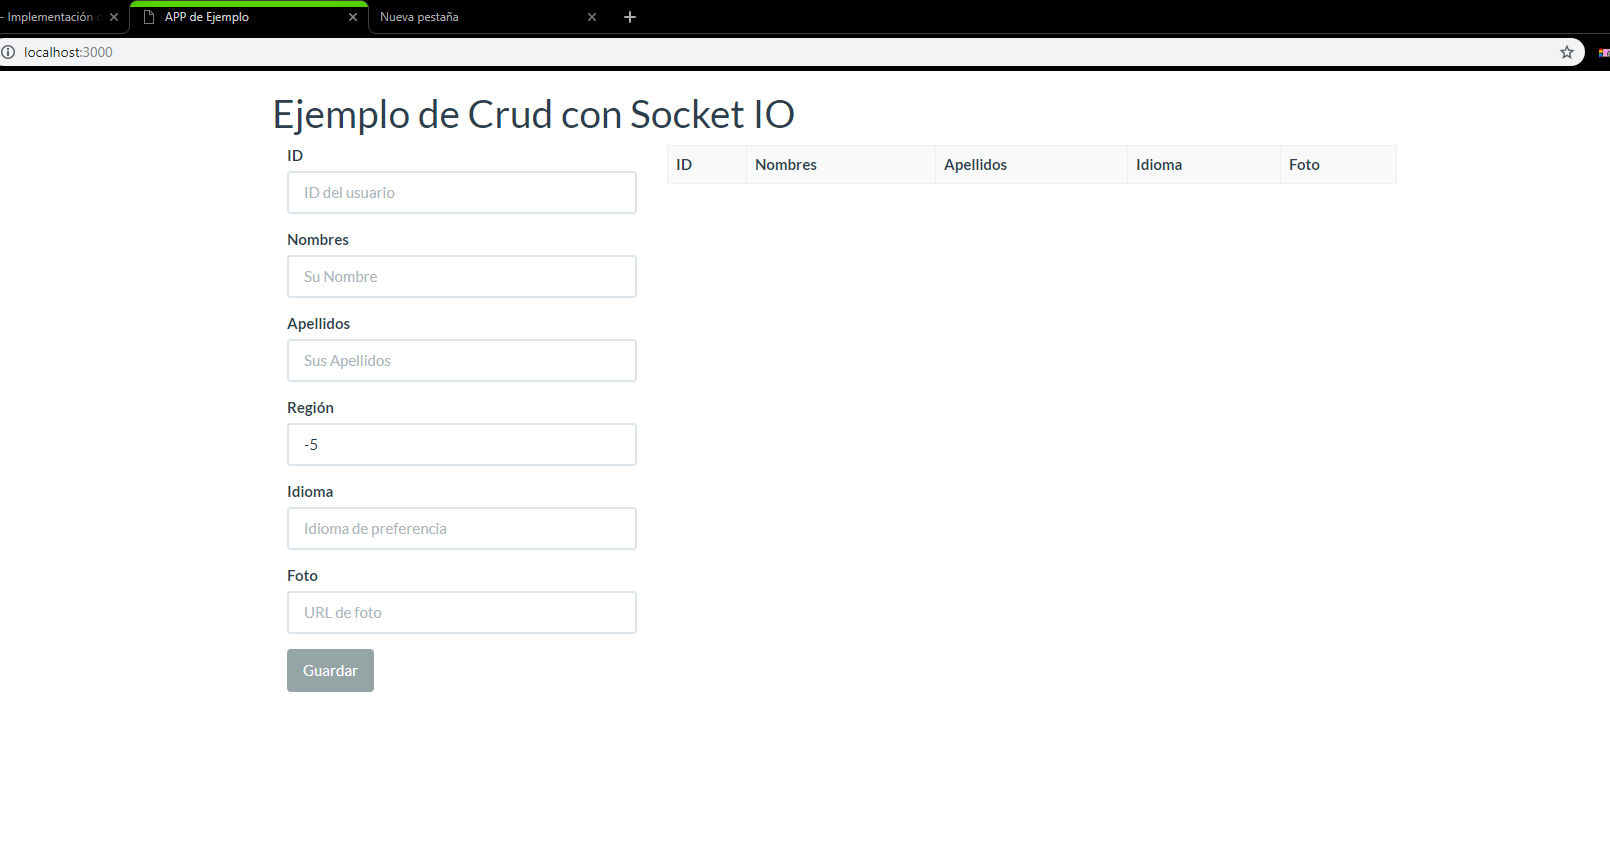 - Implementación
APP de Ejemplo
Nueva pestaña
localhost:3000
Ejemplo de Crud con Socket IO
ID
ID del usuario
Nombres
Su Nombre
Apellidos
Sus Apellidos
Región
-5
Idioma
Idioma de preferencia
Foto
URL de foto
Guardar
ID Nombres Apellidos Idioma Foto